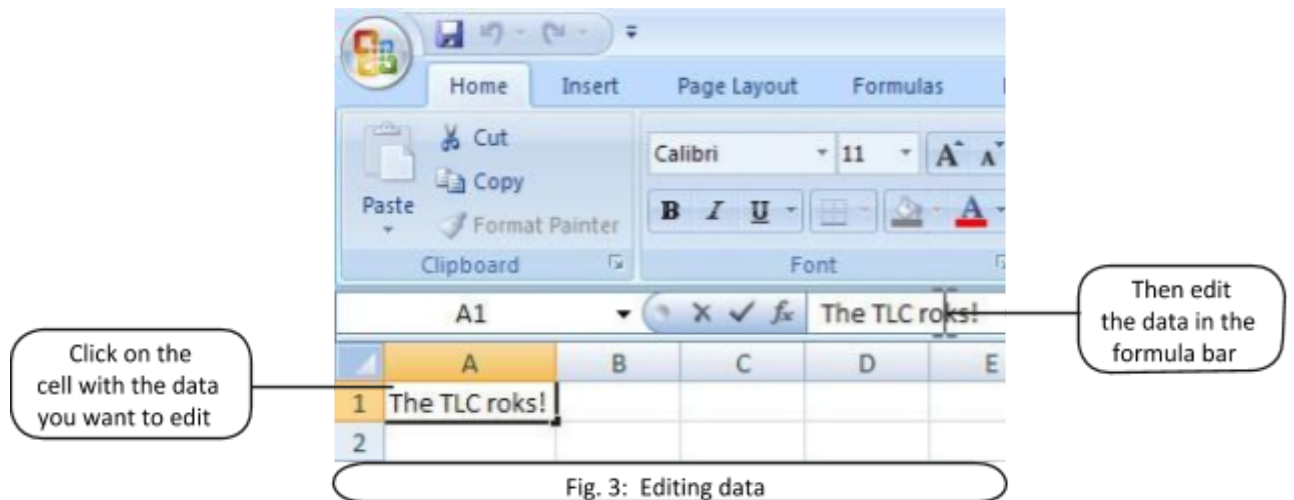 Home Insert Page Layout Formulas
Cut
Calibri 11 A A
Copy
Paste
B I U A
Format Painter
Clipboard Font
A1 fx The TLC roks!
Then edit
the data in the
formula bar
Click on the
cell with the data
you want to edit
A B C D E
1 The TLC roks!
2
Fig. 3: Editing data